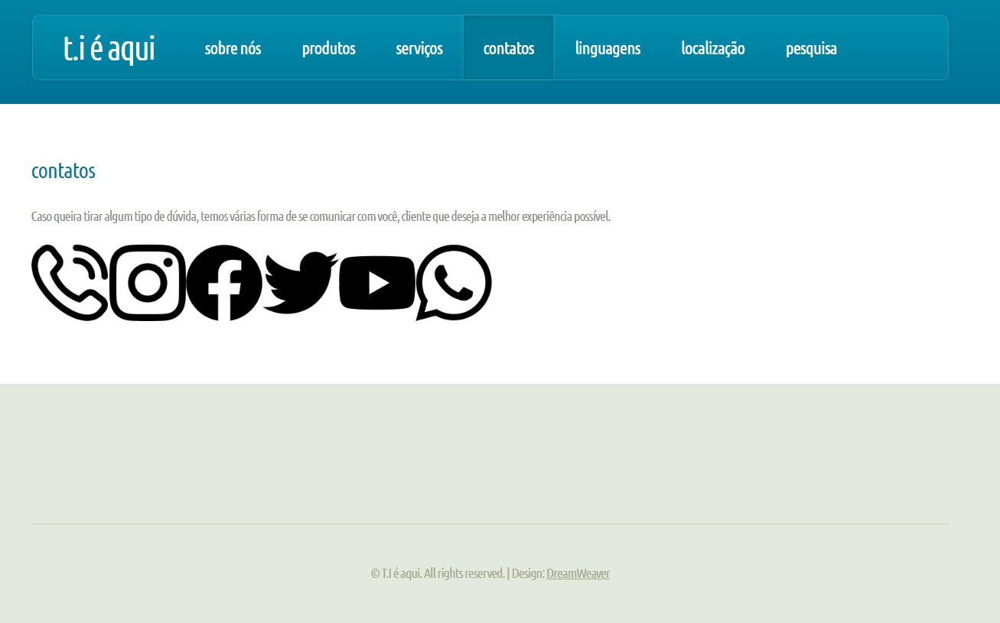 t.i é aqui sobre nós produtos serviços contatos linguagens localização pesquisa
contatos
Caso queira tirar algum tipo de dúvida, temos várias forma de se comunicar com você, cliente que deseja a melhor experiência possível.
© T.I é aqui. All rights reserved. | Design: DreamWeaver